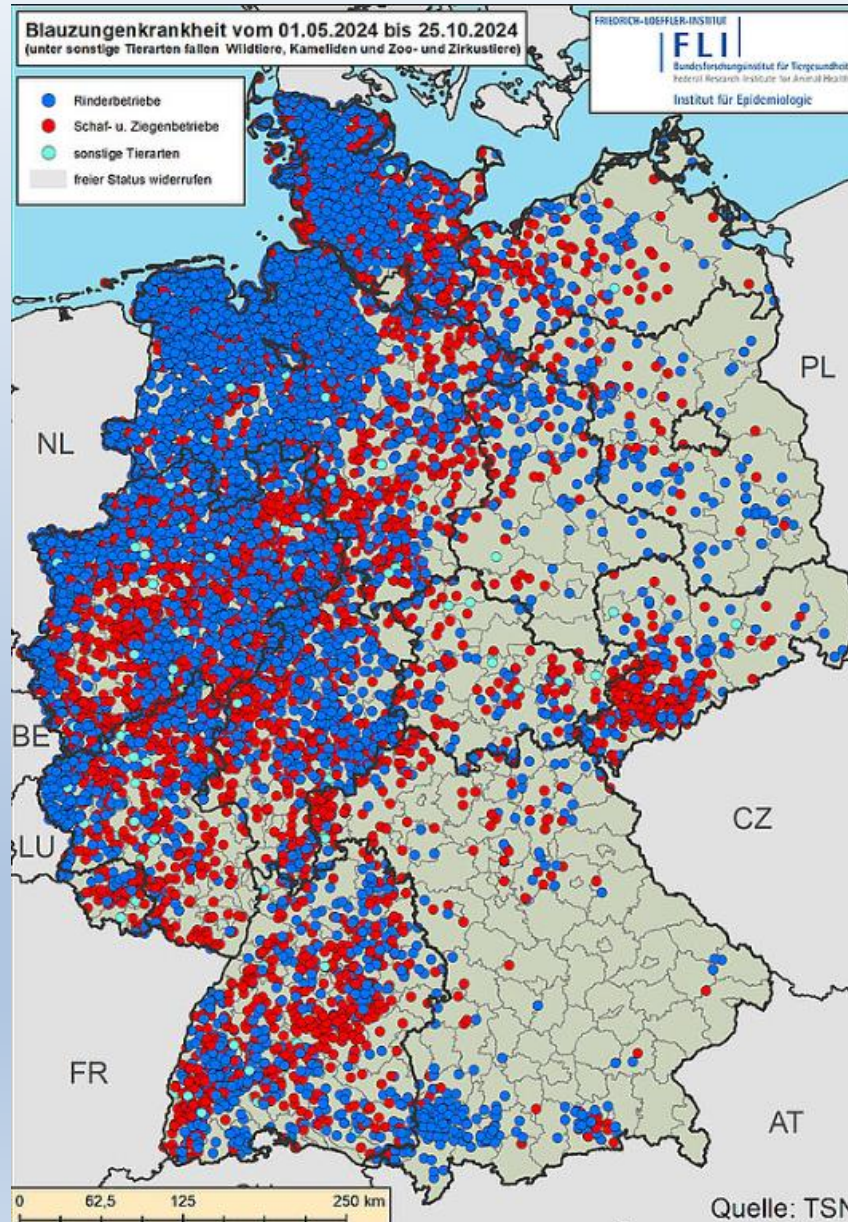 Blauzungenkrankheit vom 01.05.2024 bis 25.10.2024
(unter sonstige Tierarten fallen Wildtiere, Kameliden und Zoo- und Zirkustiere)
FRIEDRICH-LOEFFLER-INSTITUT
FLI
Bundesforschungsinstitut für Tiergesundheit
Federal Research Institute for Animal Health
Institut für Epidemiologie
Rinderbetriebe
Schaf- u. Ziegenbetriebe
sonstige Tierarten
freier Status widerrufen
PL
NL
BE
LU
CZ
FR
AT
0 62,5 125 250 km
Quelle: TSN